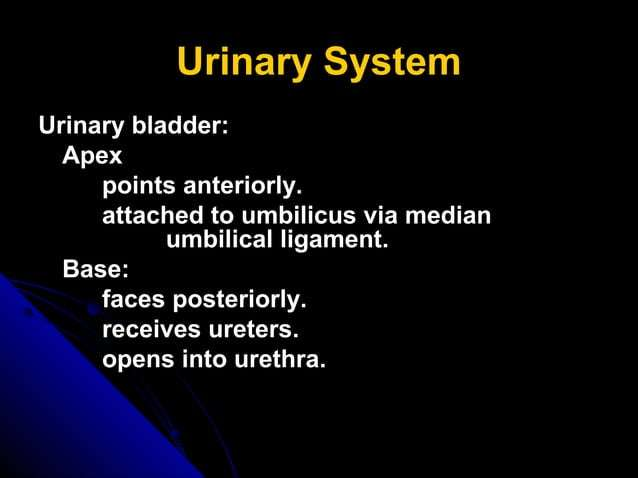 Urinary System
Urinary bladder:
Apex
points anteriorly.
attached to umbilicus via median
umbilical ligament.
Base:
faces posteriorly.
receives ureters.
opens into urethra.